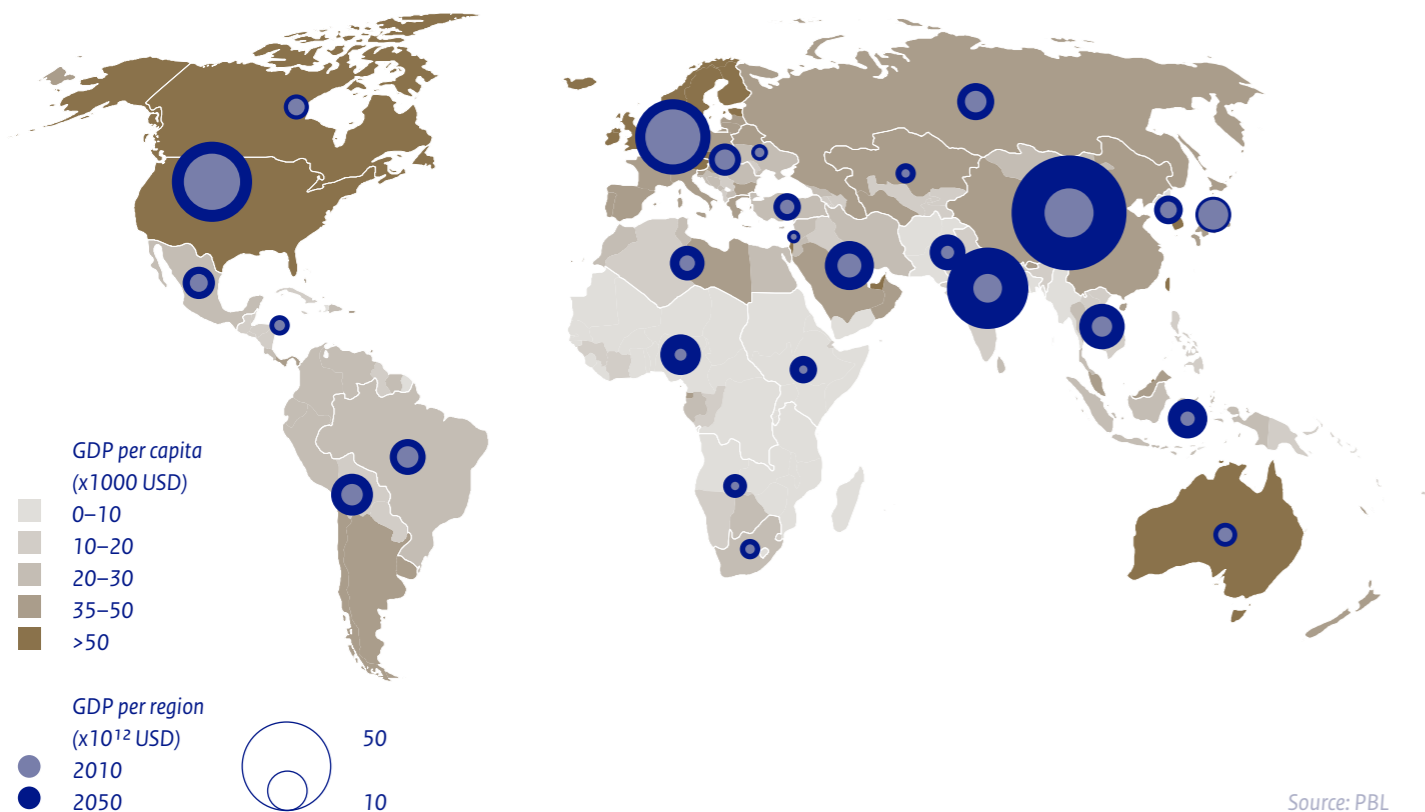 GDP per capita
(x1000 USD)
0–10
10–20
20–30
35–50
>50
GDP per region
(x10¹² USD)
50
2010
2050
10
Source: PBL